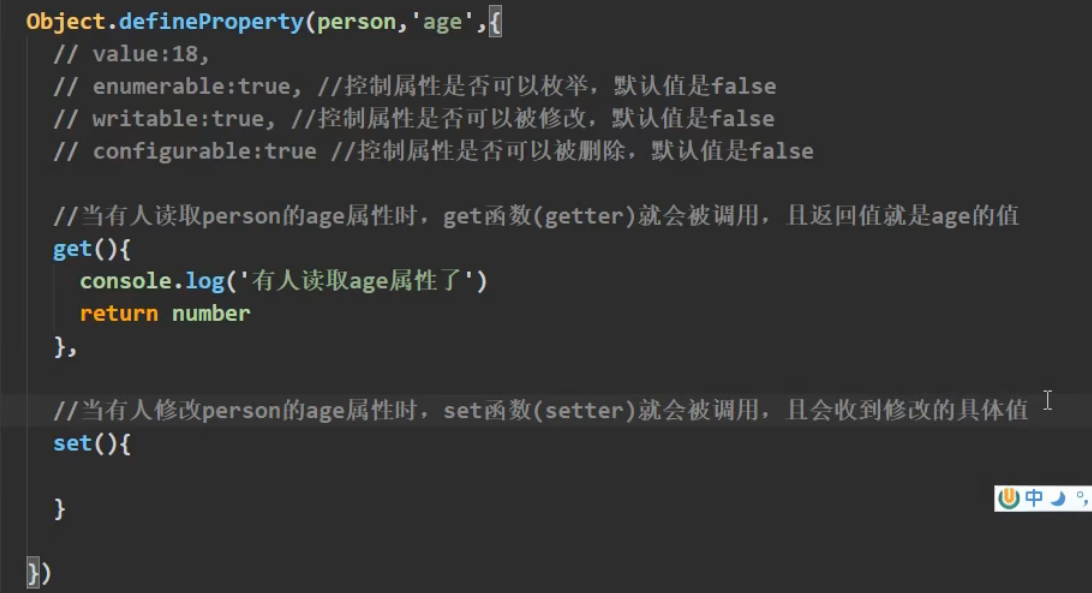 Object.defineProperty(person,'age',{
// value:18,
// enumerable:true, //控制属性是否可以枚举，默认值是false
// writable:true, //控制属性是否可以被修改，默认值是false
// configurable:true //控制属性是否可以被删除，默认值是false
//当有人读取person的age属性时，get函数(getter)就会被调用，且返回值就是age的值
get(){
console.log('有人读取age属性了')
return number
},
//当有人修改person的age属性时，set函数(setter)就会被调用，且会收到修改的具体值
set(){
}
})
中